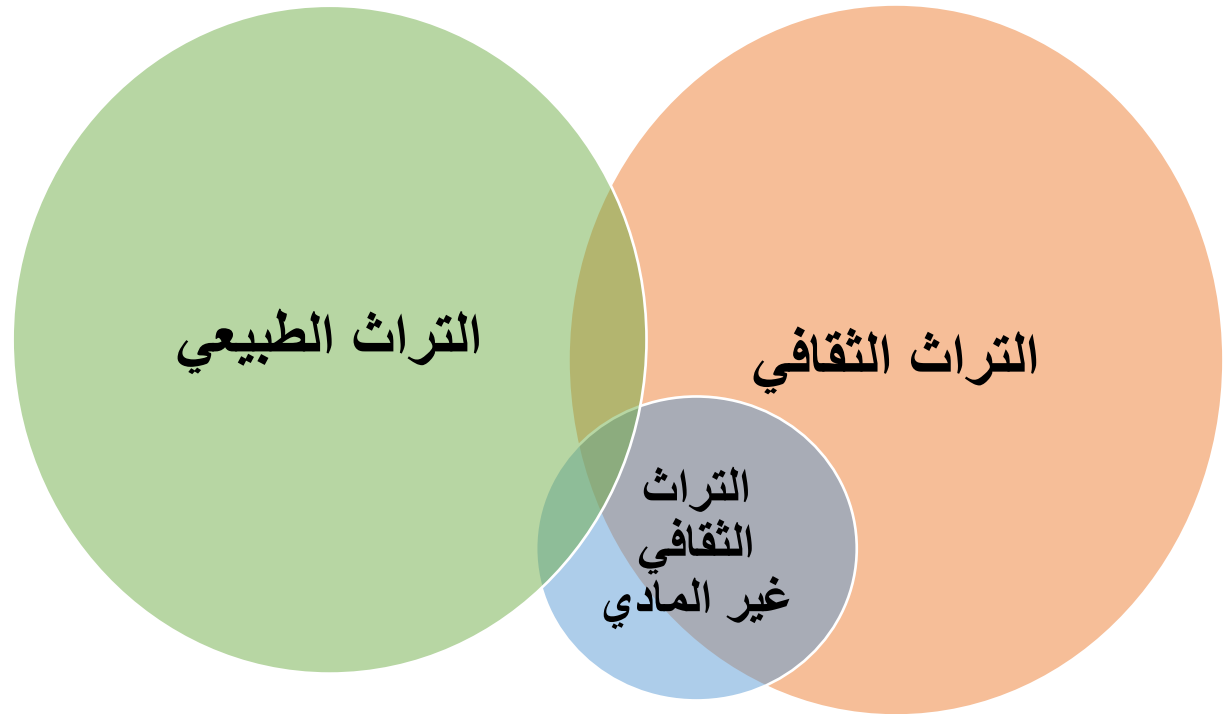 التراث الطبيعي
التراث الثقافي
التراث
الثقافي
غير المادي